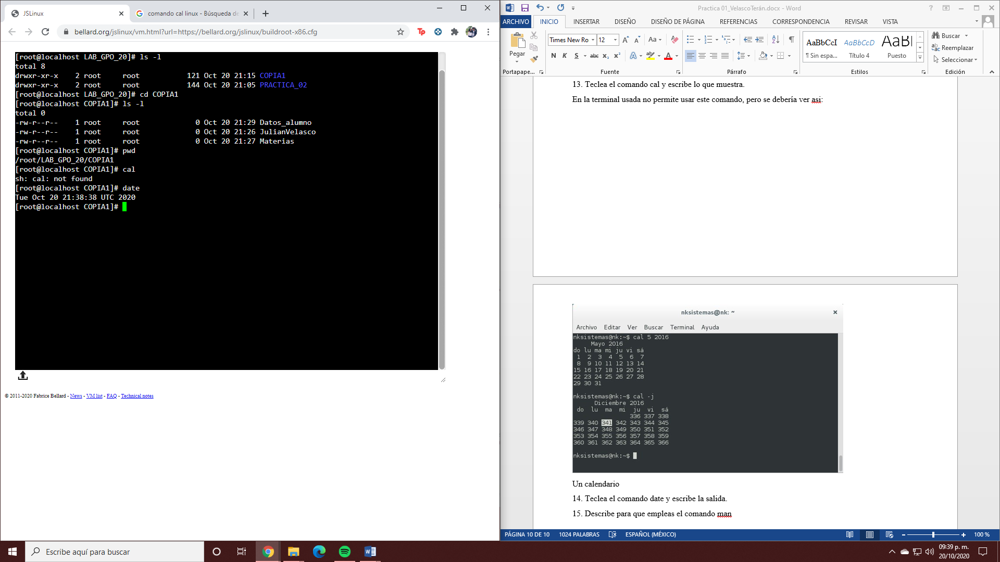 JSLinux
comando cal linux - Búsqueda de
bellard.org/jslinux/vm.html?url=https://bellard.org/jslinux/buildroot-x86.cfg
[root@localhost LAB_GPO_20]# ls -l
total 8
drwxr-xr-x    2 root     root           121 Oct 20 21:15 COPIA1
drwxr-xr-x    2 root     root           144 Oct 20 21:05 PRACTICA_02
[root@localhost LAB_GPO_20]# cd COPIA1
[root@localhost COPIA1]# ls -l
total 0
-rw-r--r--    1 root     root             0 Oct 20 21:29 Datos_alumno
-rw-r--r--    1 root     root             0 Oct 20 21:26 JulianVelasco
-rw-r--r--    1 root     root             0 Oct 20 21:27 Materias
[root@localhost COPIA1]# pwd
/root/LAB_GPO_20/COPIA1
[root@localhost COPIA1]# cal
sh: cal: not found
[root@localhost COPIA1]# date
Tue Oct 20 21:38:38 UTC 2020
[root@localhost COPIA1]#
© 2011-2020 Fabrice Bellard - News - VM list - FAQ - Technical notes
Practica 01_VelascoTerán.docx - Word
ARCHIVO INICIO INSERTAR DISEÑO DISEÑO DE PÁGINA REFERENCIAS CORRESPONDENCIA REVISAR VISTA
Pegar
Portapape...
Times New Ro 12
Fuente
Párrafo
AaBbCcI AaBbCcD AaBI
¶ Sin espa... Título 4 Puesto
Estilos
Buscar
Reemplazar
Seleccionar
Edición
13. Teclea el comando cal y escribe lo que muestra.
En la terminal usada no permite usar este comando, pero se debería ver asi:
nksistemas@nk: ~
Archivo Editar Ver Buscar Terminal Ayuda
nksistemas@nk:~$ cal 5 2016
Mayo 2016
do lu ma mi ju vi sá
1 2 3 4 5 6 7
8 9 10 11 12 13 14
15 16 17 18 19 20 21
22 23 24 25 26 27 28
29 30 31
nksistemas@nk:~$ cal -j
Diciembre 2016
do lu ma mi ju vi sá
336 337 338
339 340 341 342 343 344 345
346 347 348 349 350 351 352
353 354 355 356 357 358 359
360 361 362 363 364 365 366
nksistemas@nk:~$
Un calendario
14. Teclea el comando date y escribe la salida.
15. Describe para que empleas el comando man
PÁGINA 10 DE 10 1024 PALABRAS ESPAÑOL (MÉXICO) 100 %
Escribe aquí para buscar
09:39 p. m.
20/10/2020